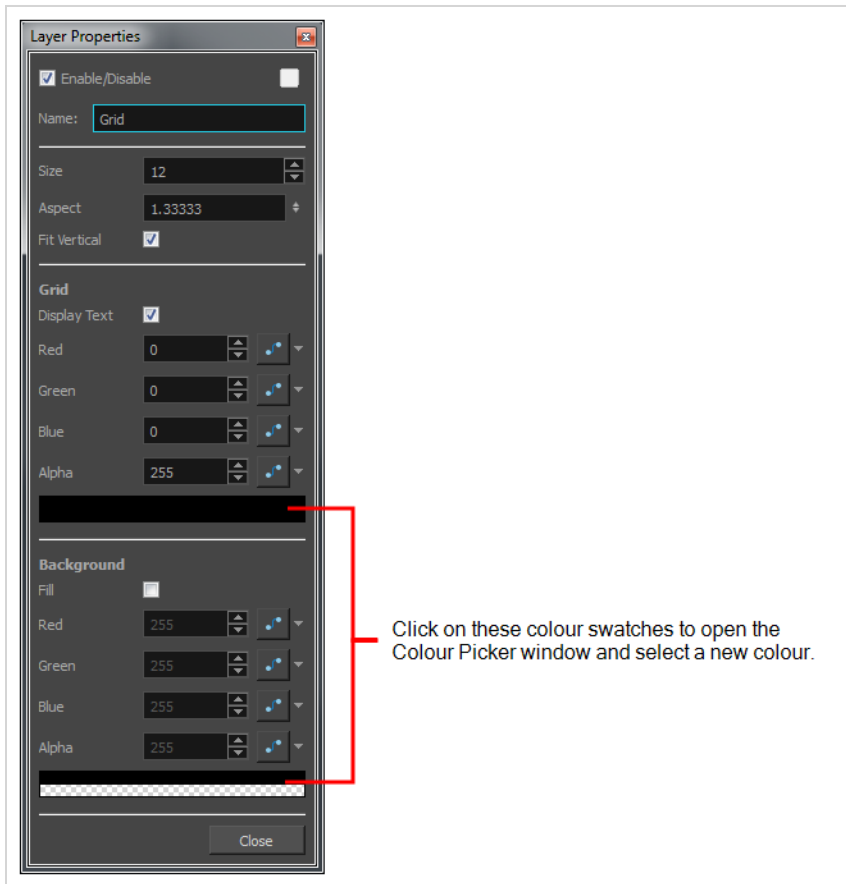 Layer Properties
Enable/Disable
Name: Grid
Size 12
Aspect 1.33333
Fit Vertical
Grid
Display Text
Red 0
Green 0
Blue 0
Alpha 255
Background
Fill
Red 255
Green 255
Blue 255
Alpha 255
Close
Click on these colour swatches to open the
Colour Picker window and select a new colour.